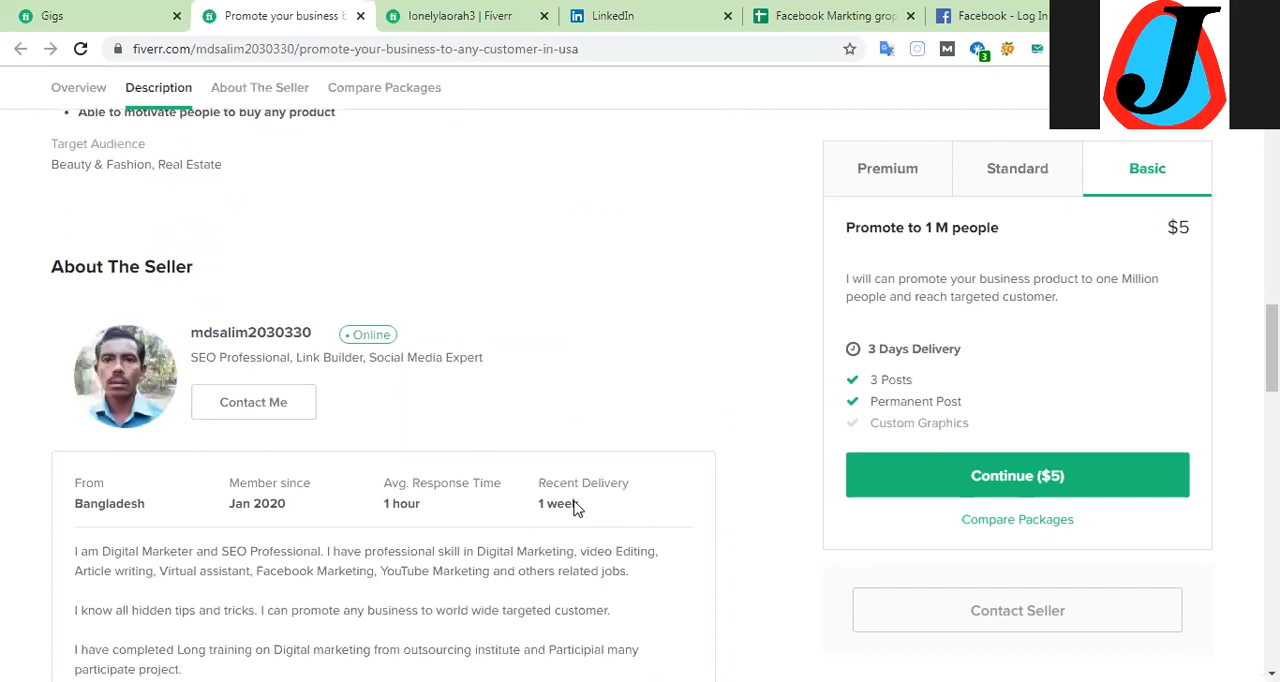 Gigs
Promote your business b
lonelylaorah3 | Fiverr
LinkedIn
Facebook Markting grop
Facebook - Log In
fiverr.com/mdsalim2030330/promote-your-business-to-any-customer-in-usa
M
3
J
Overview
Description
About The Seller
Compare Packages
• Able to motivate people to buy any product
Target Audience
Beauty & Fashion, Real Estate
About The Seller
mdsalim2030330
• Online
SEO Professional, Link Builder, Social Media Expert
Contact Me
From
Bangladesh
Member since
Jan 2020
Avg. Response Time
1 hour
Recent Delivery
1 week
I am Digital Marketer and SEO Professional. I have professional skill in Digital Marketing, video Editing,
Article writing, Virtual assistant, Facebook Marketing, YouTube Marketing and others related jobs.
I know all hidden tips and tricks. I can promote any business to world wide targeted customer.
I have completed Long training on Digital marketing from outsourcing institute and Participial many
participate project.
Premium
Standard
Basic
Promote to 1 M people
$5
I will can promote your business product to one Million
people and reach targeted customer.
3 Days Delivery
3 Posts
Permanent Post
Custom Graphics
Continue ($5)
Compare Packages
Contact Seller